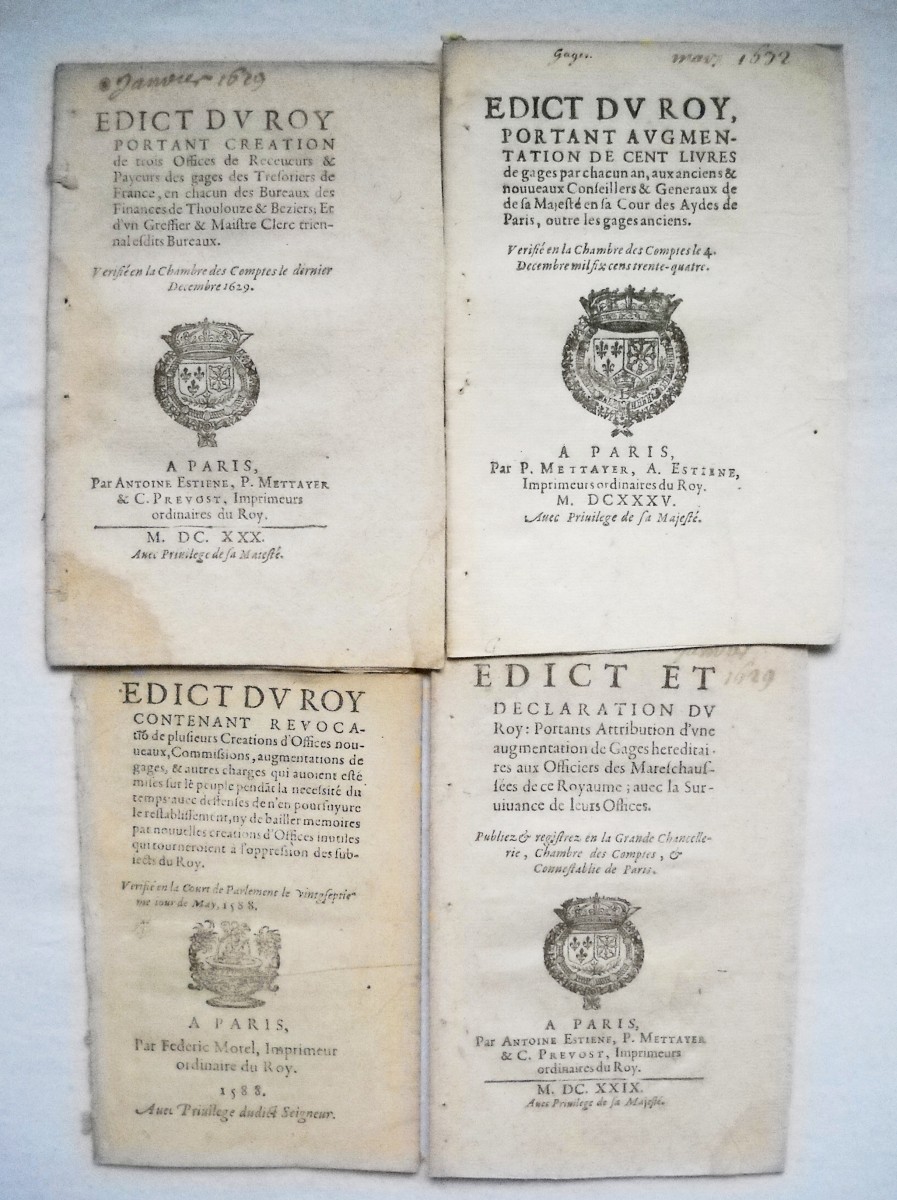 Janvier 1629
EDICT DV ROY
PORTANT CREATION
de trois Offices de Receueurs &
Payeurs des gages des Tresoriers de
France, en chacun des Bureaux des
Finances de Thoulouze & Beziers; Et
d'vn Greffier & Maistre Clerc trien-
nal esdits Bureaux.
Verifié en la Chambre des Comptes le dernier
Decembre 1629.
A PARIS,
Par ANTOINE ESTIENE, P. METTAYER
& C. PREVOST, Imprimeurs
ordinaires du Roy.
M. DC. XXX.
Auec Priuilege de sa Maiesté.
Gages.
mars 1632
EDICT DV ROY,
PORTANT AVGMEN-
TATION DE CENT LIVRES
de gages par chacun an, aux anciens &
nouueaux Conseillers & Generaux de
de sa Majesté en sa Cour des Aydes de
Paris, outre les gages anciens.
Verifié en la Chambre des Comptes le 4.
Decembre mil six cens trente-quatre.
A PARIS,
Par P. METTAYER, A. ESTIENE,
Imprimeurs ordinaires du Roy.
M. DCXXXV.
Auec Priuilege de sa Majesté.
EDICT DV ROY
CONTENANT REVOCA-
tiõ de plusieurs Creations d'Offices nou-
ueaux, Commissions, augmentations de
gages, & autres charges qui auoient esté
mises sur le peuple pendãt la necessité du
temps: auec deffenses de n'en poursuyure
le restablissement, ny de bailler memoires
par nouuelles creations d'Offices inutiles
qui tourneroient à l'oppression des sub-
iects du Roy.
Verifié en la Court de Parlement le vingtseptie-
me iour de May, 1588.
A PARIS,
Par Federic Morel, Imprimeur
ordinaire du Roy.
1588.
Auec Priuilege dudict Seigneur.
1629
EDICT ET
DECLARATION DV
Roy: Portants Attribution d'vne
augmentation de Gages hereditai-
res aux Officiers des Mareschaus-
sées de ce Royaume; auec la Sur-
uiuance de leurs Offices.
Publiez & registrez en la Grande Chancelle-
rie, Chambre des Comptes, &
Connestablie de Paris.
A PARIS,
Par ANTOINE ESTIENE, P. METTAYER
& C. PREVOST, Imprimeurs
ordinaires du Roy.
M. DC. XXIX.
Auec Priuilege de sa Majesté.